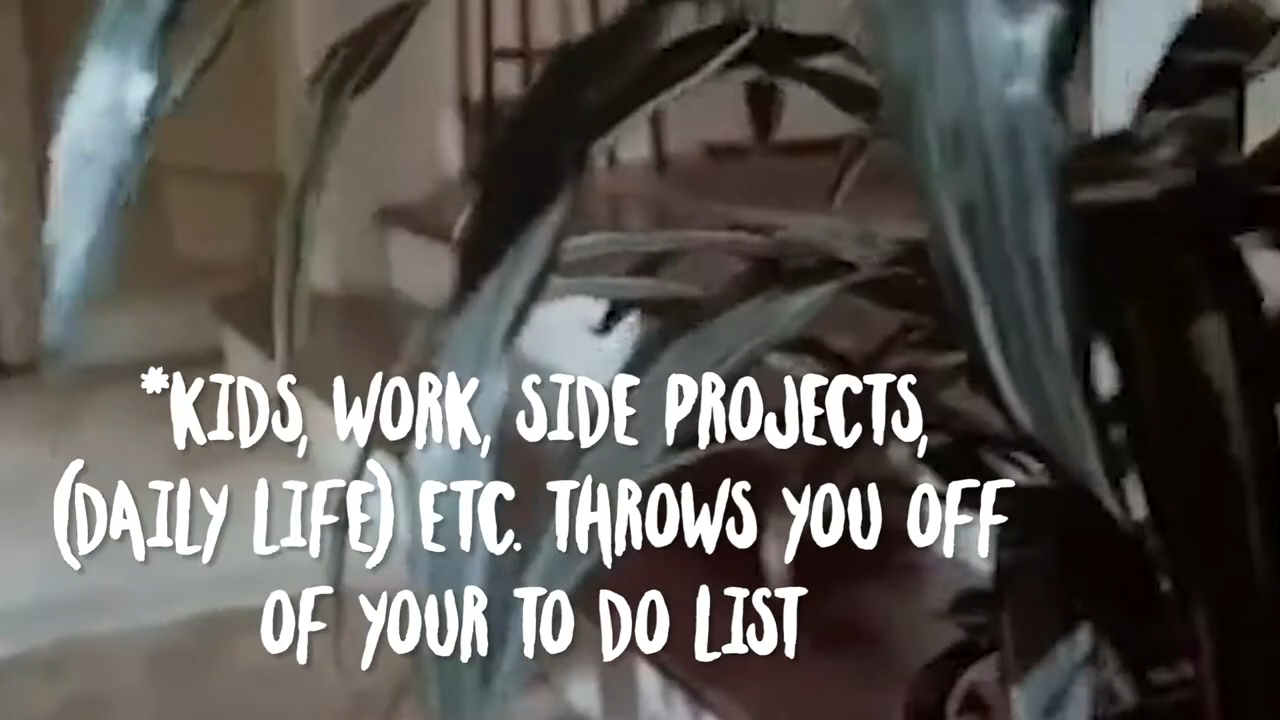 *KIDS, WORK, SIDE PROJECTS,
(DAILY LIFE) ETC. THROWS YOU OFF
OF YOUR TO DO LIST